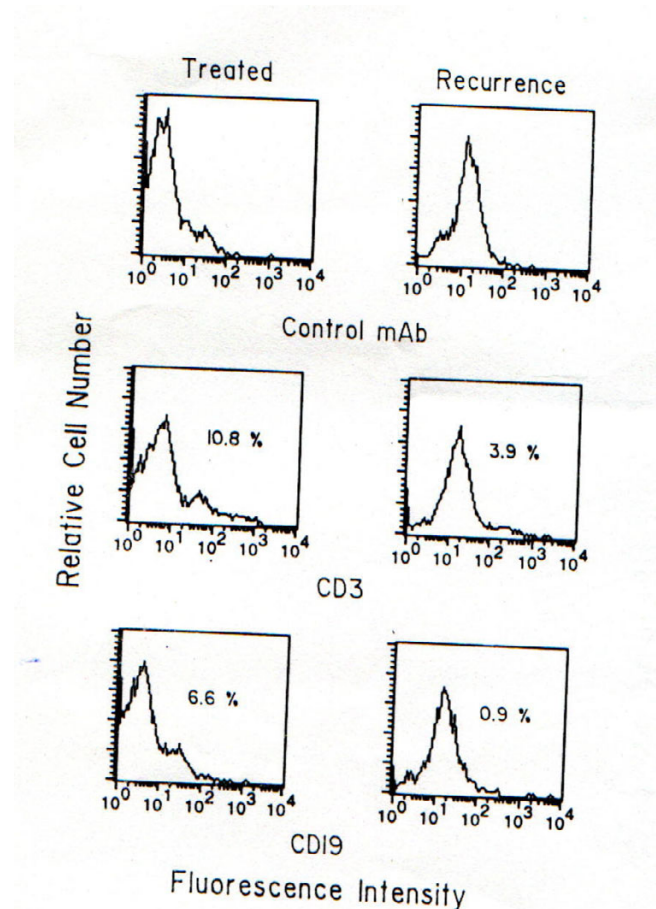 Treated Recurrence
10⁰ 10¹ 10² 10³ 10⁴ 10⁰ 10¹ 10² 10³ 10⁴
Control mAb
Relative Cell Number
10.8 % 3.9 %
10⁰ 10¹ 10² 10³ 10⁴ 10⁰ 10¹ 10² 10³ 10⁴
CD3
6.6 % 0.9 %
10⁰ 10¹ 10² 10³ 10⁴ 10⁰ 10¹ 10² 10³ 10⁴
CD19
Fluorescence Intensity